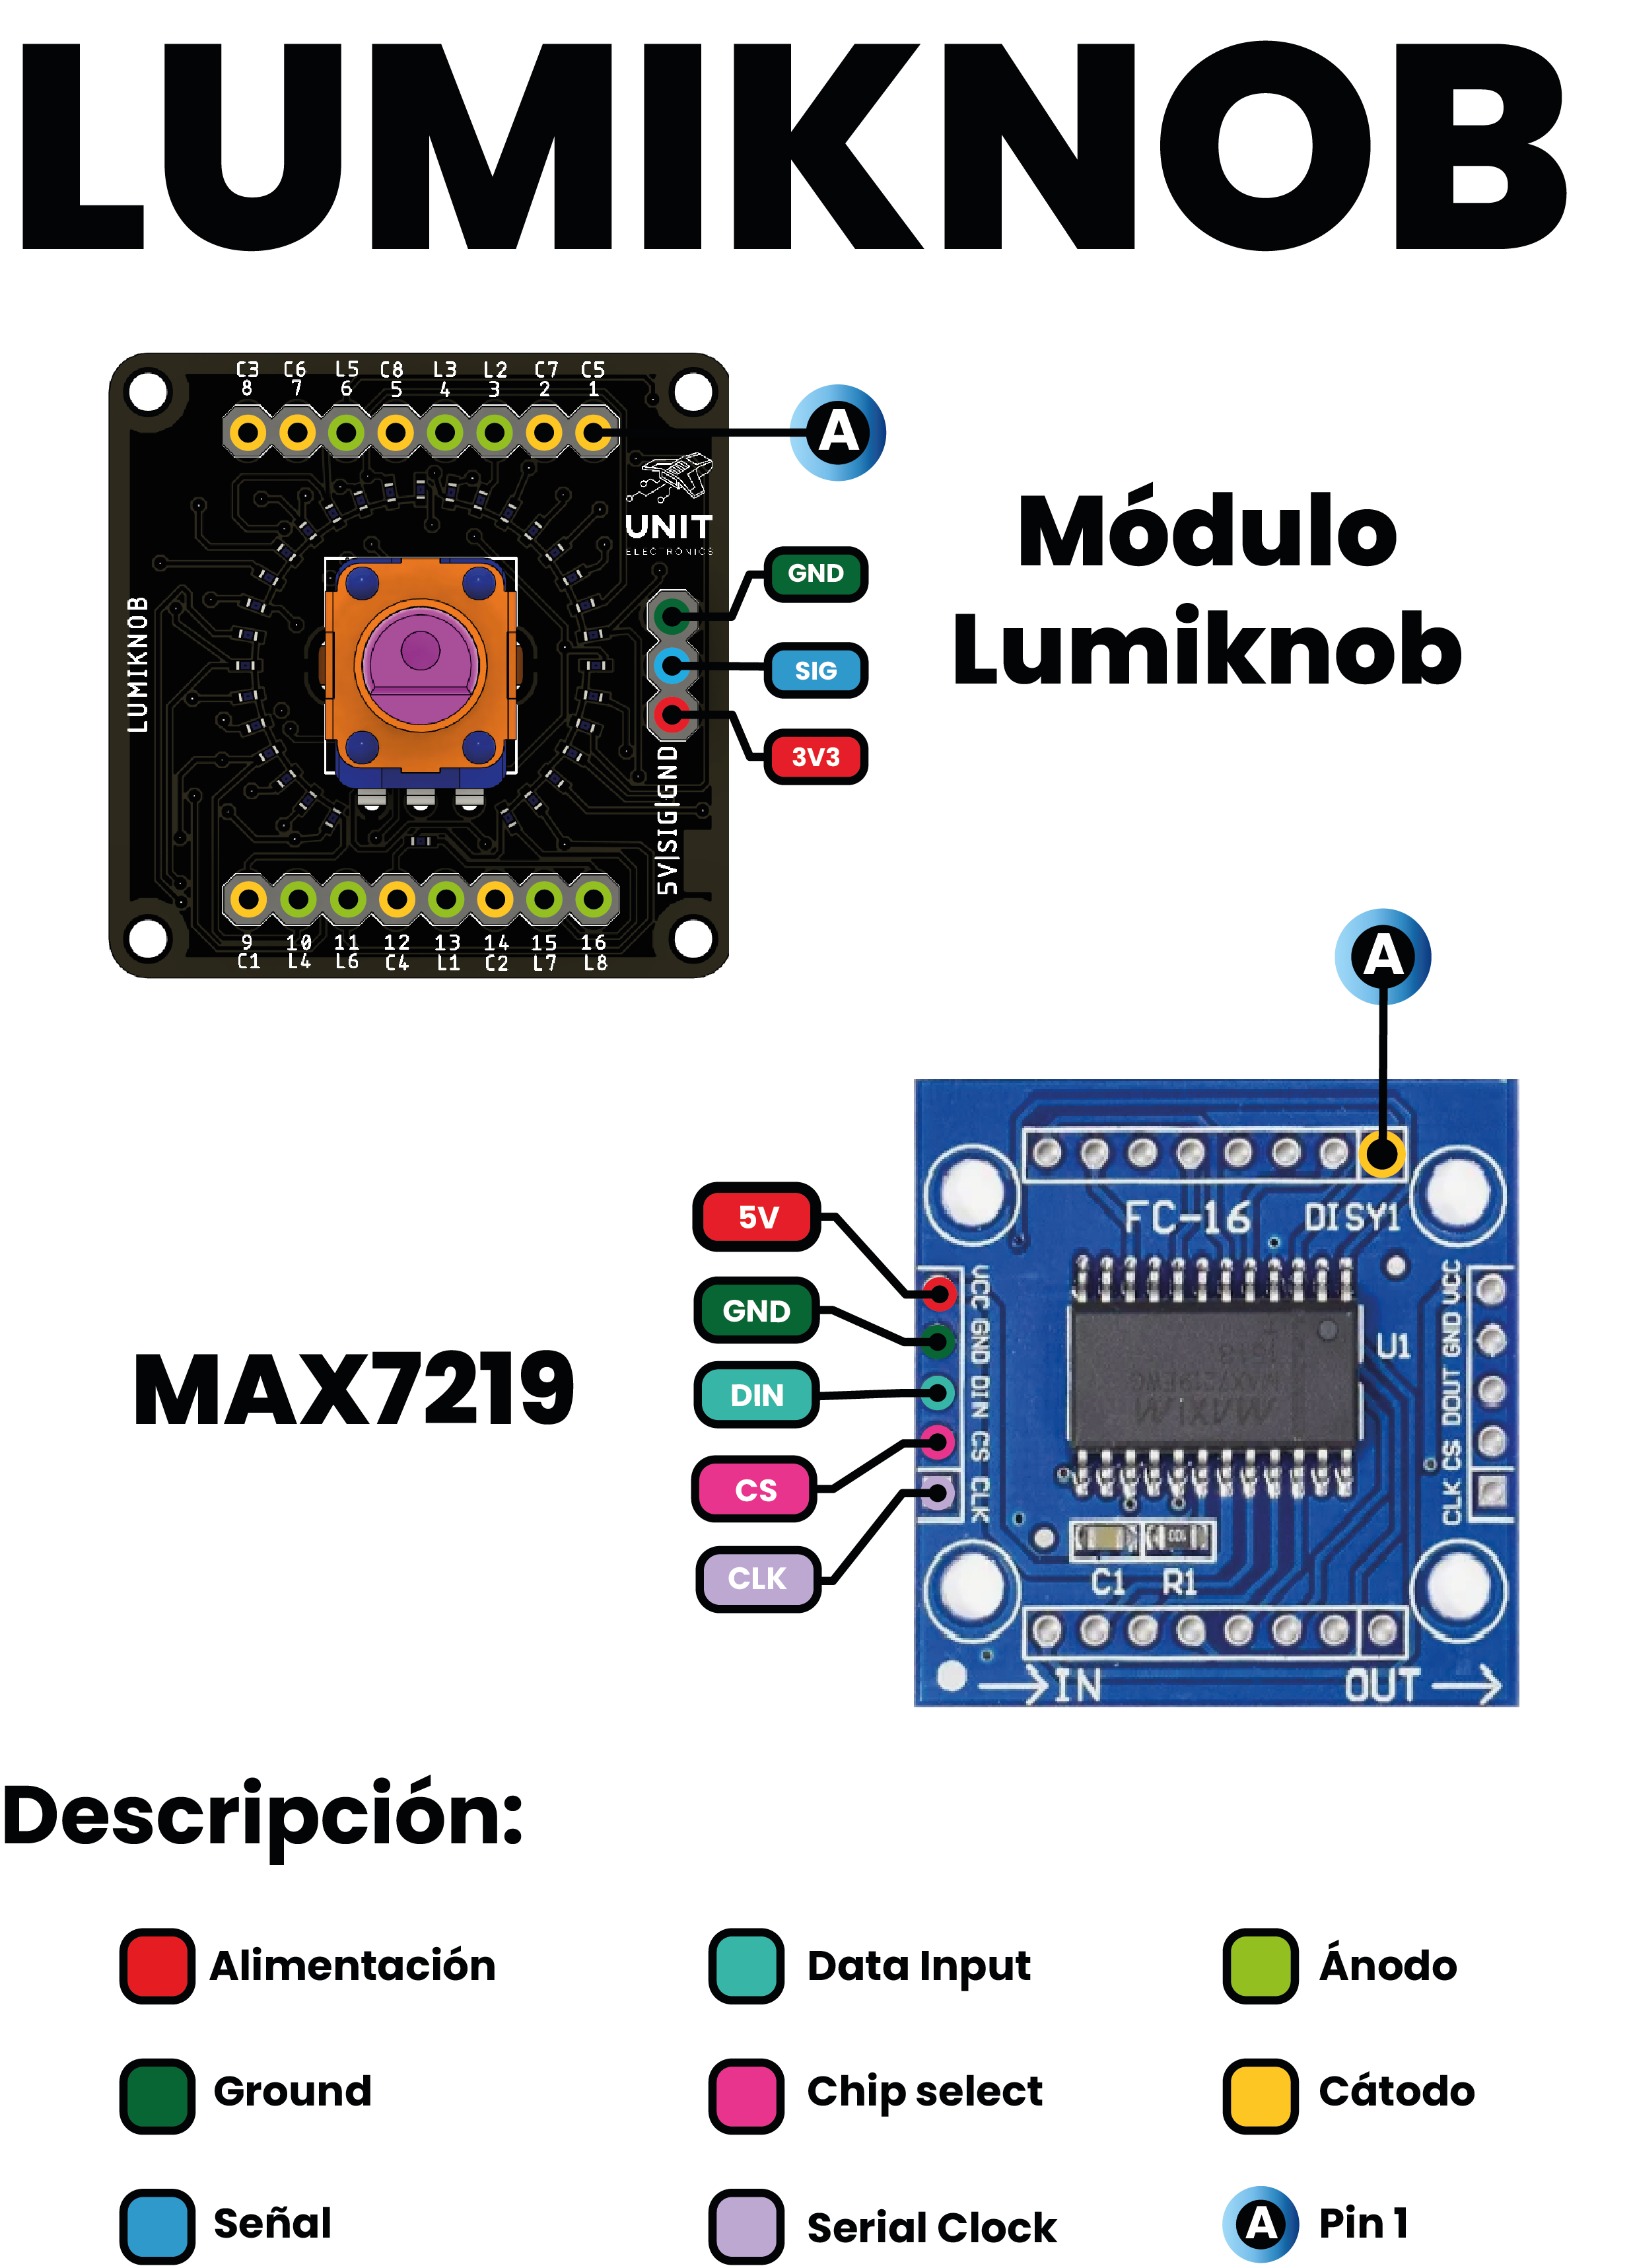 LUMIKNOB
C3 C6 L5 C8 L3 L2 C7 C5
8 7 6 5 4 3 2 1
A
UNIT
ELECTRONICS
GND
SIG
3V3
Módulo
Lumiknob
LUMIKNOB
5V|SIG|GND
9 10 11 12 13 14 15 16
C1 L4 L6 C4 L1 C2 L7 L8
A
MAX7219
5V
GND
DIN
CS
CLK
FC-16 DISY1
VCC GND DIN CS CLK
U1
CLK CS DOUT GND VCC
MAXIM
C1 R1
IN OUT
Descripción:
Alimentación
Data Input
Ánodo
Ground
Chip select
Cátodo
Señal
Serial Clock
A Pin 1